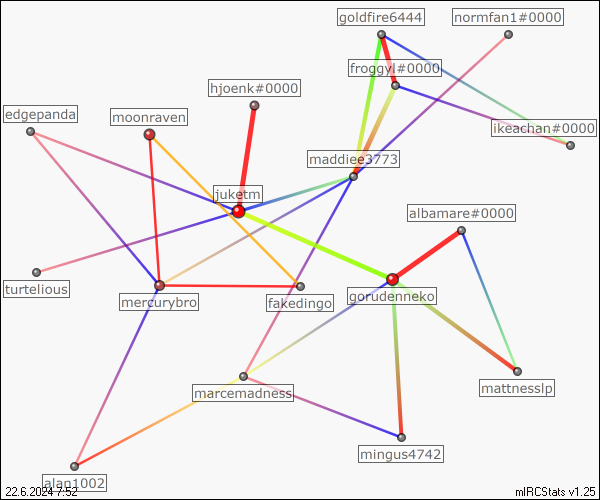 goldfire6444
normfan1#0000
froggyl#0000
hjoenk#0000
edgepanda
moonraven
ikeachan#0000
maddiee3773
juketm
albamare#0000
turtelious
mercurybro
fakedingo
gorudenneko
marcemadness
mattnesslp
mingus4742
alan1002
22.6.2024 7:52
mIRCStats v1.25